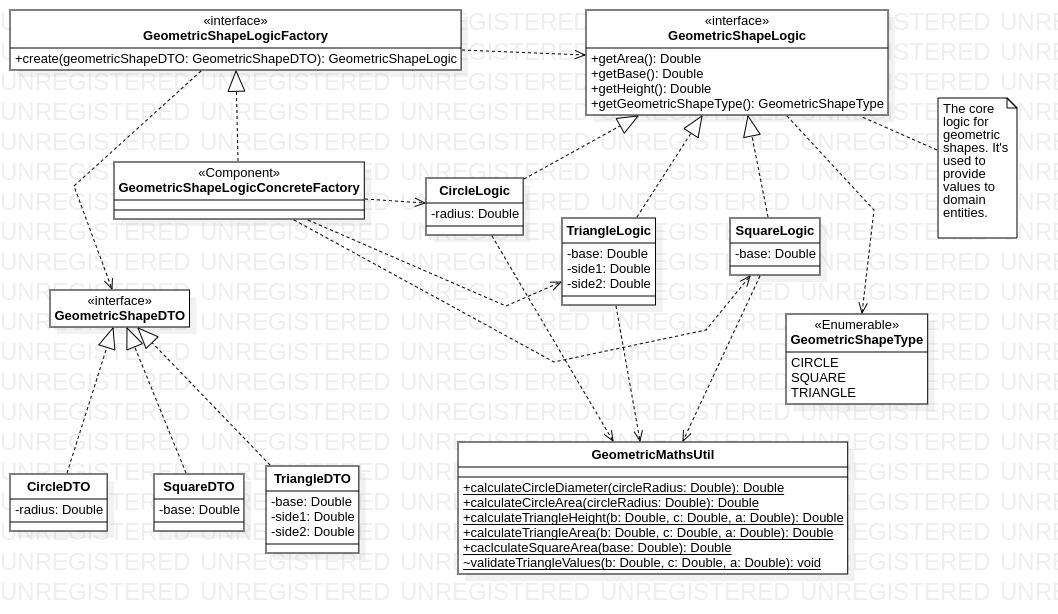 «interface»
GeometricShapeLogicFactory
+create(geometricShapeDTO: GeometricShapeDTO): GeometricShapeLogic
«interface»
GeometricShapeLogic
+getArea(): Double
+getBase(): Double
+getHeight(): Double
+getGeometricShapeType(): GeometricShapeType
The core
logic for
geometric
shapes. It's
used to
provide
values to
domain
entities.
«Component»
GeometricShapeLogicConcreteFactory
CircleLogic
-radius: Double
TriangleLogic
-base: Double
-side1: Double
-side2: Double
SquareLogic
-base: Double
«interface»
GeometricShapeDTO
«Enumerable»
GeometricShapeType
CIRCLE
SQUARE
TRIANGLE
CircleDTO
-radius: Double
SquareDTO
-base: Double
TriangleDTO
-base: Double
-side1: Double
-side2: Double
GeometricMathsUtil
+calculateCircleDiameter(circleRadius: Double): Double
+calculateCircleArea(circleRadius: Double): Double
+calculateTriangleHeight(b: Double, c: Double, a: Double): Double
+calculateTriangleArea(b: Double, c: Double, a: Double): Double
+caclculateSquareArea(base: Double): Double
~validateTriangleValues(b: Double, c: Double, a: Double): void
UNREGISTERED